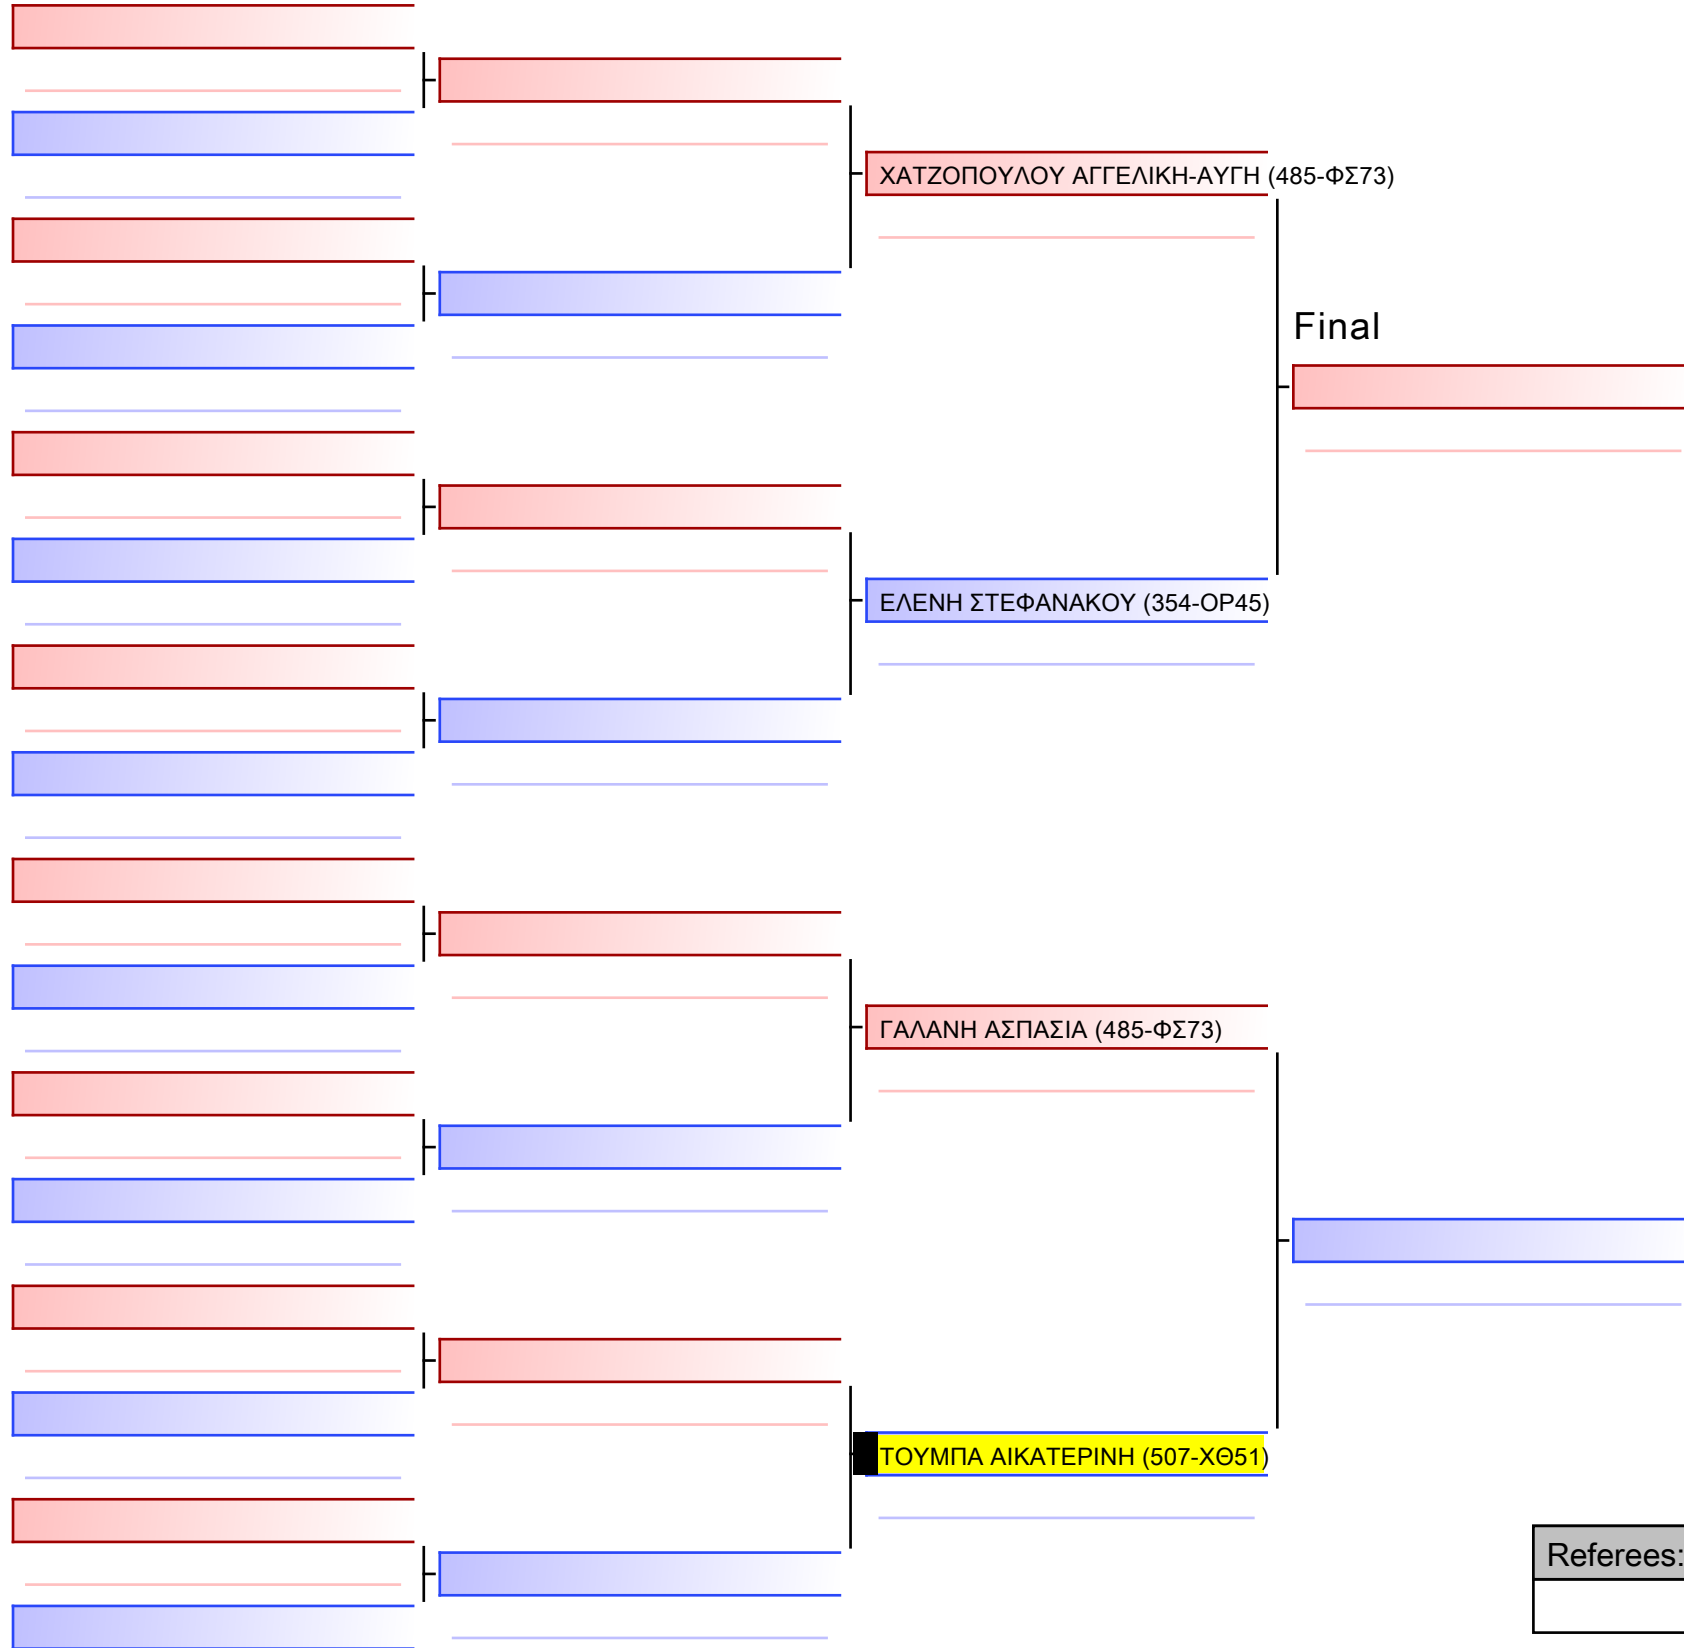 ΧΑΤΖΟΠΟΥΛΟΥ ΑΓΓΕΛΙΚΗ-ΑΥΓΗ (485-ΦΣ73)
Final
ΕΛΕΝΗ ΣΤΕΦΑΝΑΚΟΥ (354-ΟΡ45)
ΓΑΛΑΝΗ ΑΣΠΑΣΙΑ (485-ΦΣ73)
ΤΟΥΜΠΑ ΑΙΚΑΤΕΡΙΝΗ (507-ΧΘ51)
Referees: